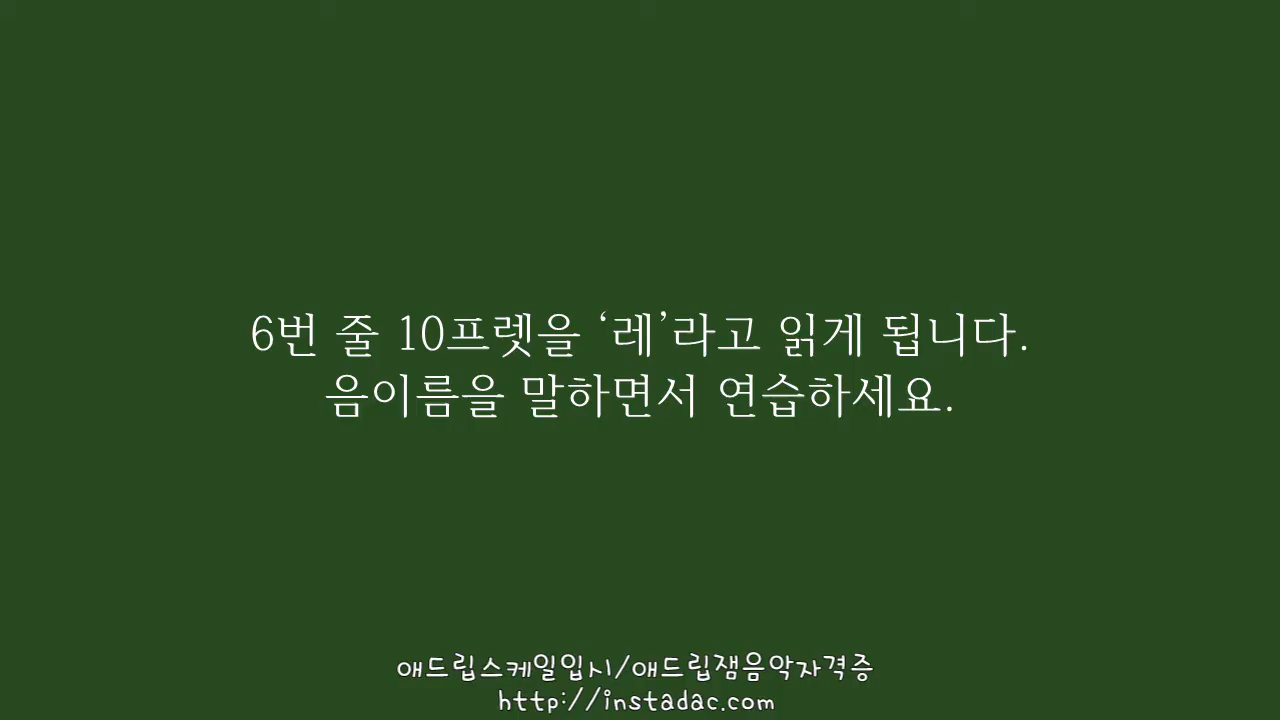 6번 줄 10프렛을 ‘레’라고 읽게 됩니다.
음이름을 말하면서 연습하세요.
애드립스케일입시/애드립잼음악자격증
http://instadac.com